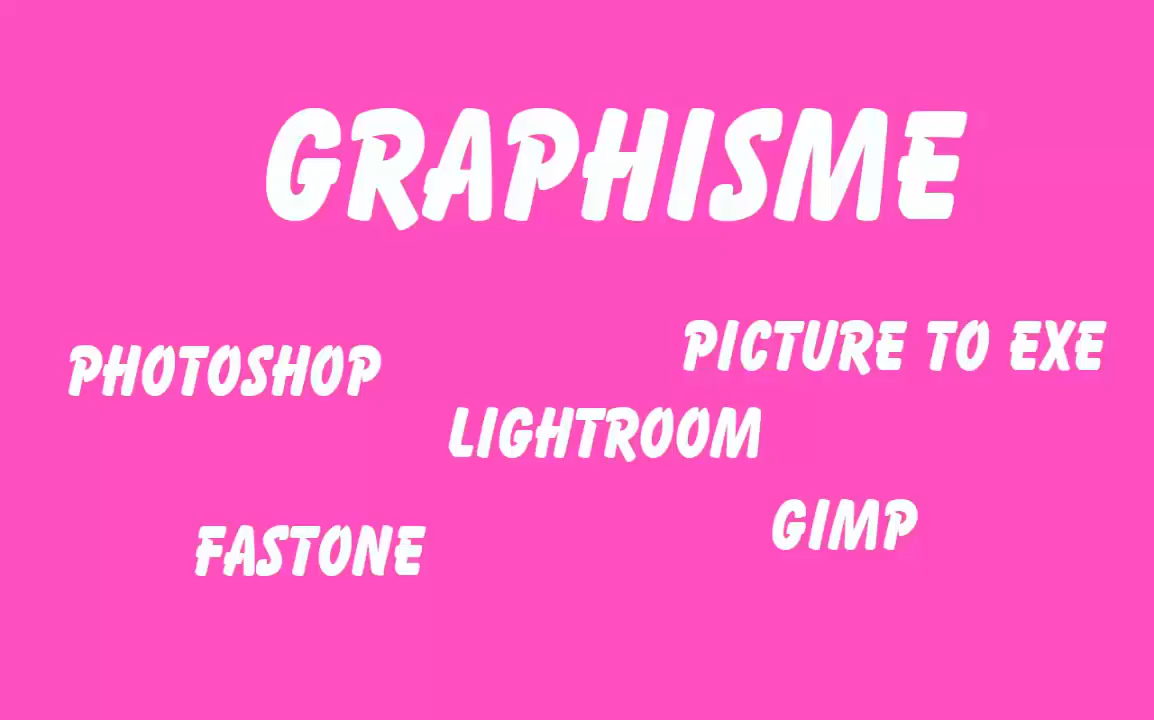 GRAPHISME
PICTURE TO EXE
PHOTOSHOP
LIGHTROOM
GIMP
FASTONE